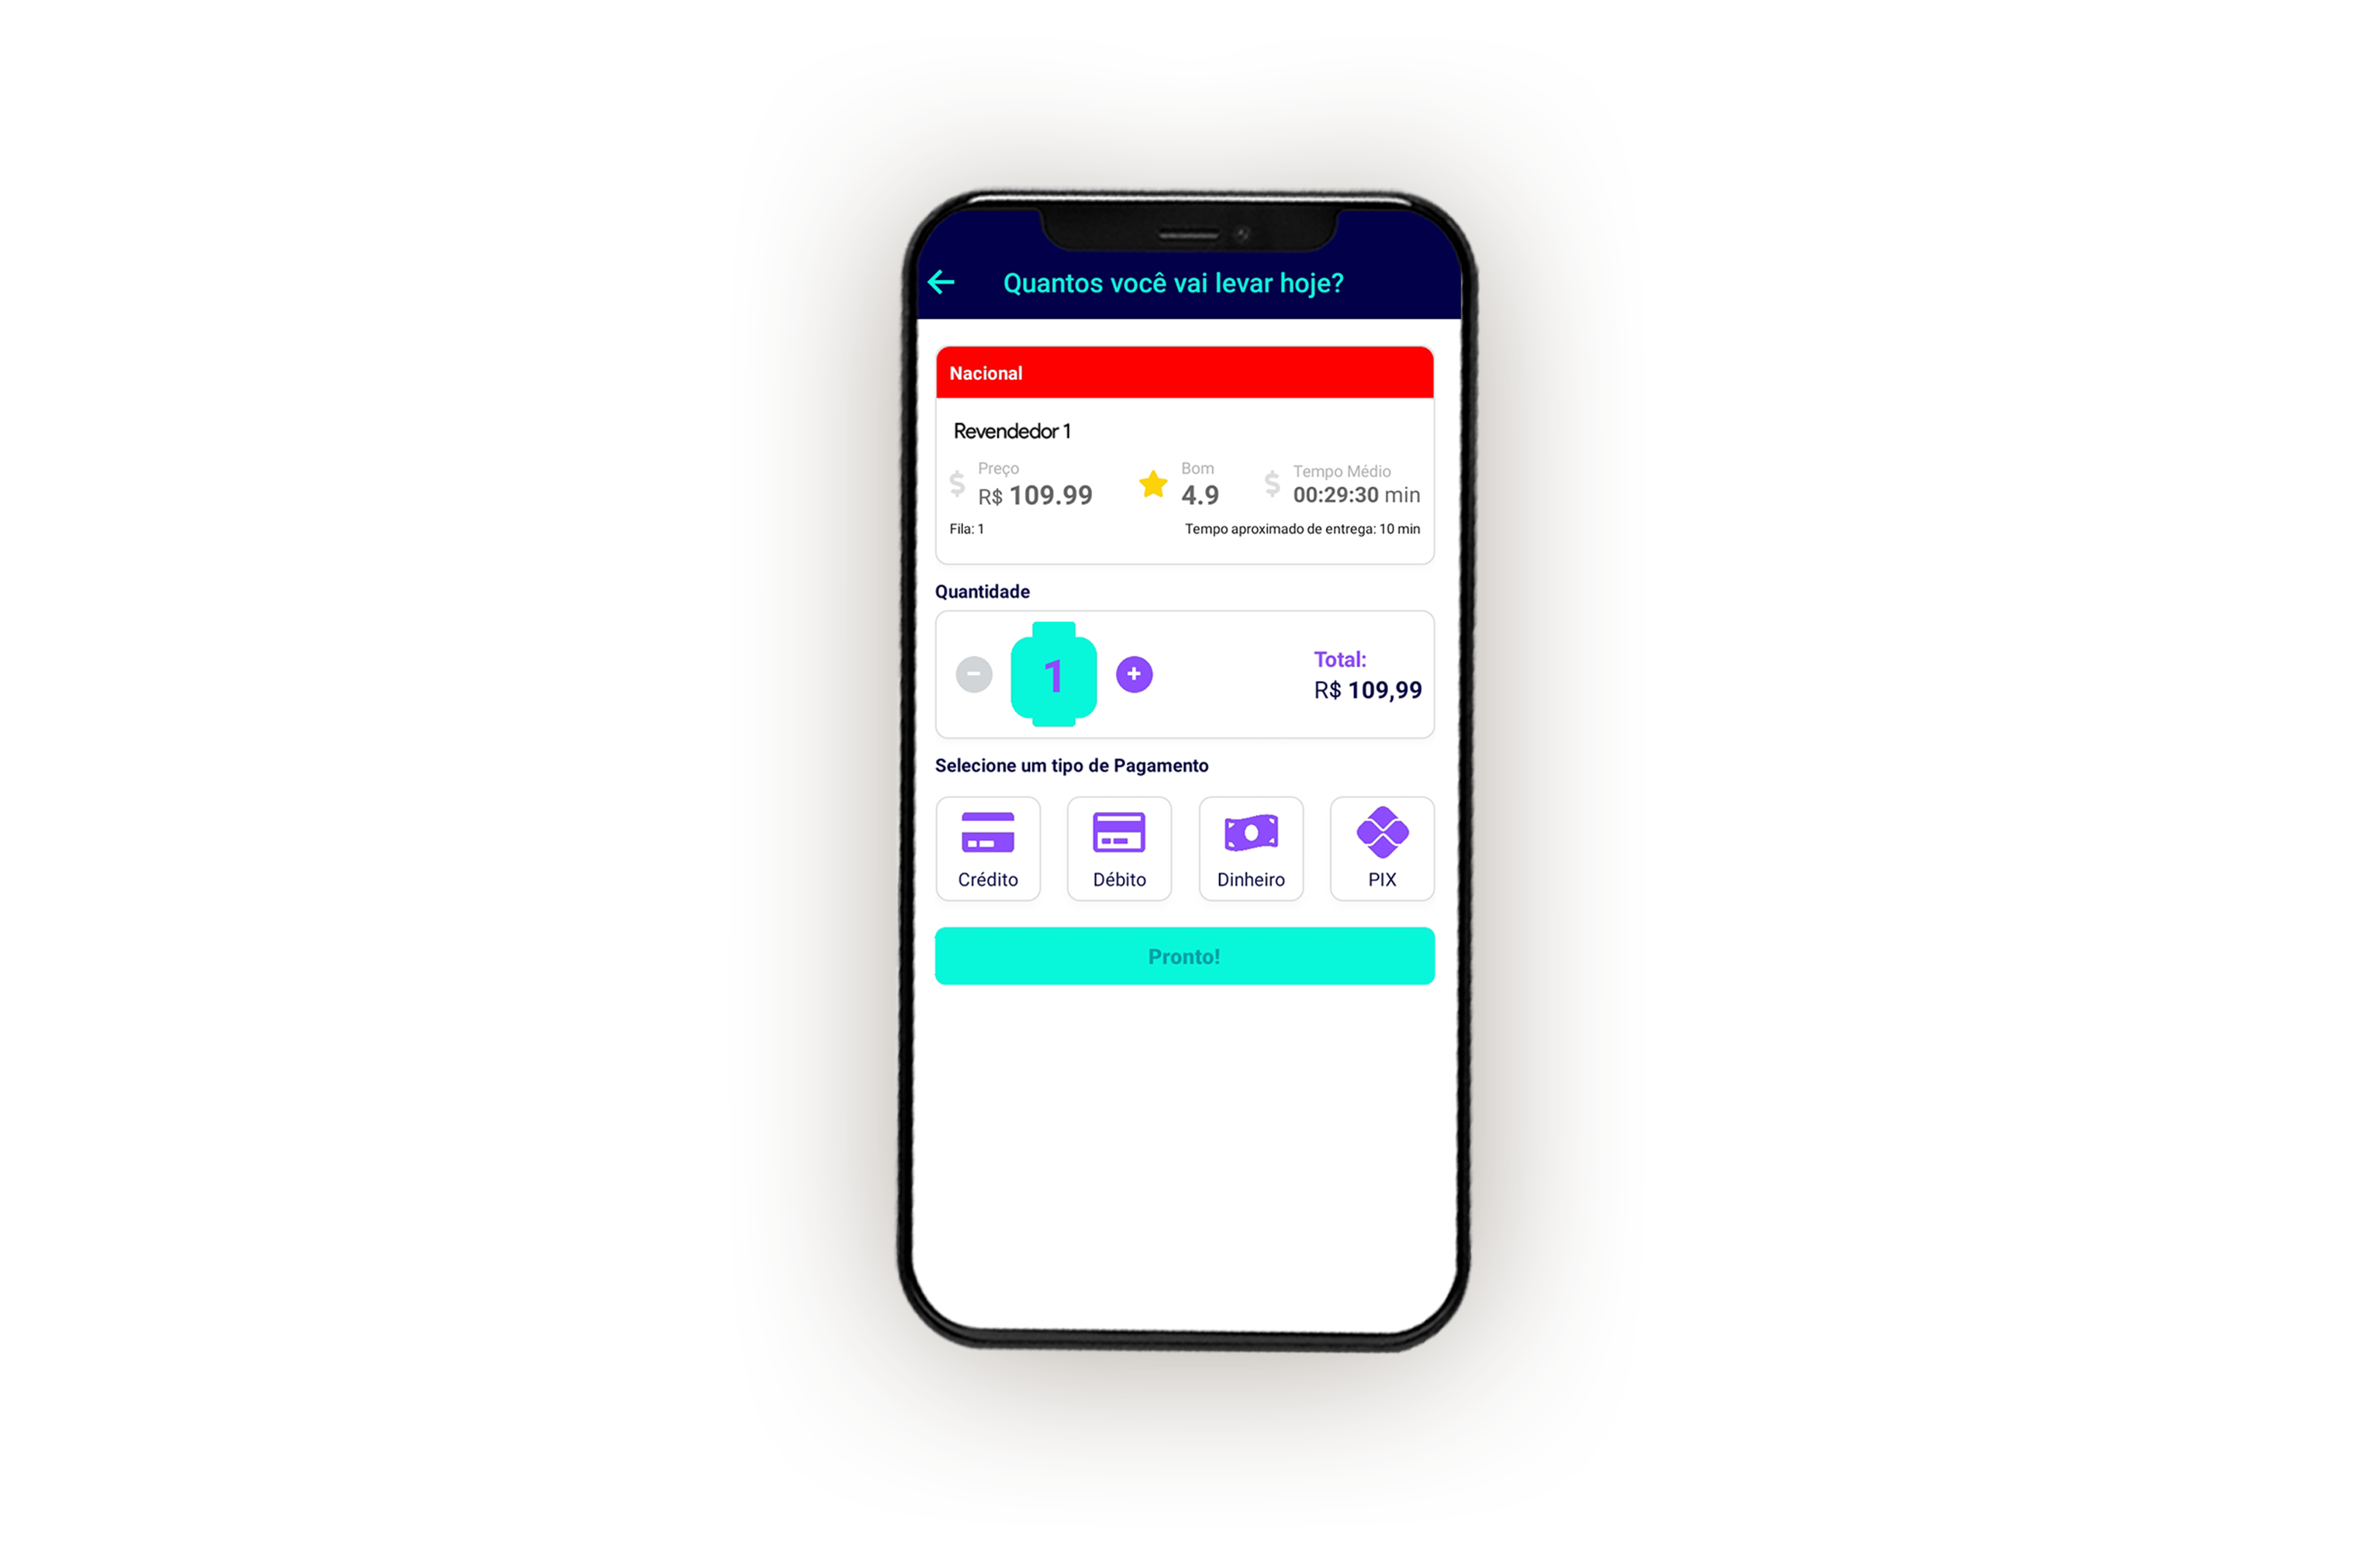 Quantos você vai levar hoje?
Nacional
Revendedor 1
Preço
R$ 109.99
Bom
4.9
Tempo Médio
00:29:30 min
Fila: 1
Tempo aproximado de entrega: 10 min
Quantidade
1
Total:
R$ 109,99
Selecione um tipo de Pagamento
Crédito
Débito
Dinheiro
PIX
Pronto!